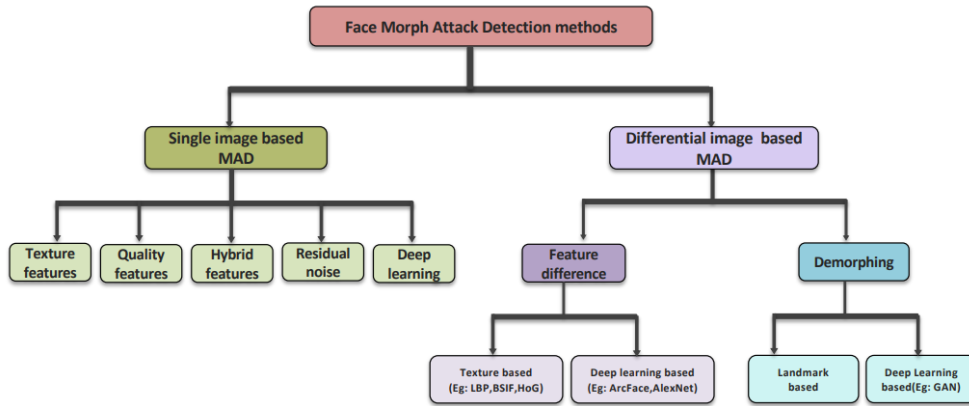 Face Morph Attack Detection methods
Single image based
MAD
Differential image based
MAD
Texture
features
Quality
features
Hybrid
features
Residual
noise
Deep
learning
Feature
difference
Demorphing
Texture based
(Eg: LBP,BSIF,HoG)
Deep learning based
(Eg: ArcFace,AlexNet)
Landmark
based
Deep Learning
based(Eg: GAN)